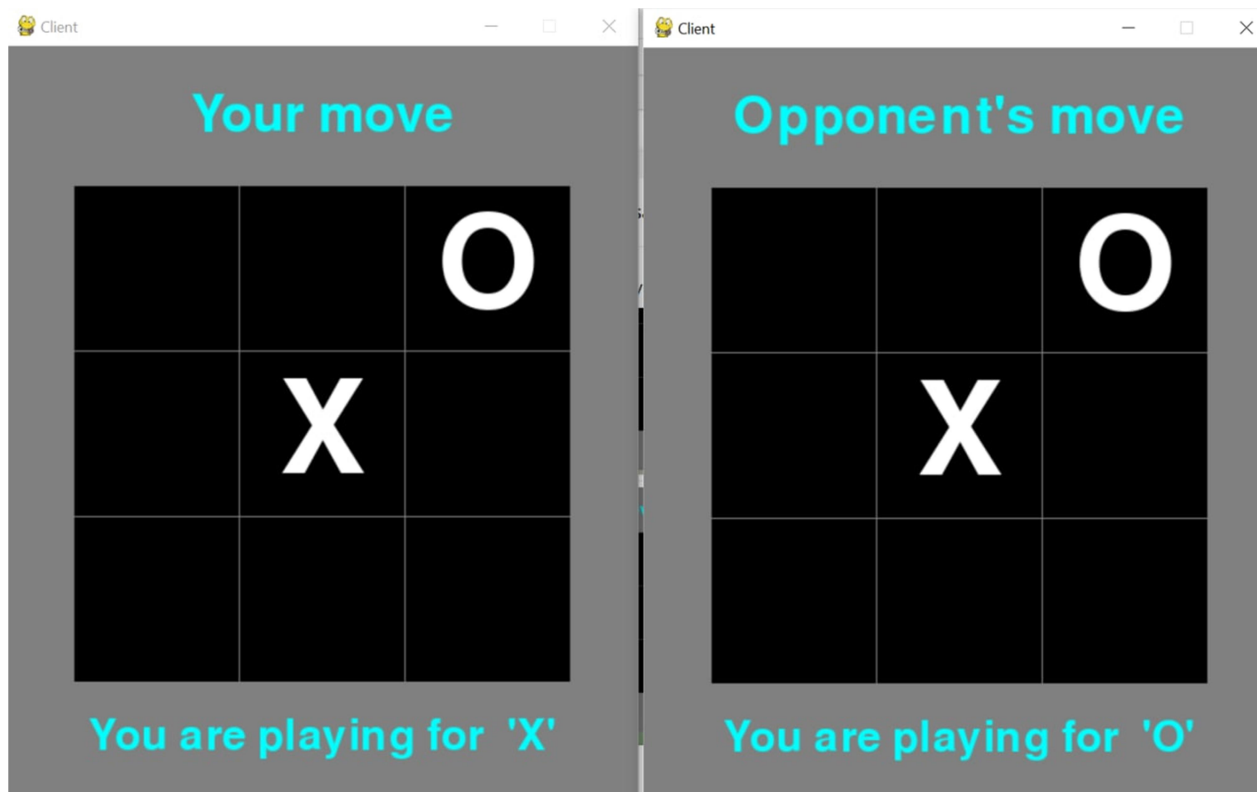 Client
Your move
O
X
You are playing for 'X'
Client
Opponent's move
O
X
You are playing for 'O'